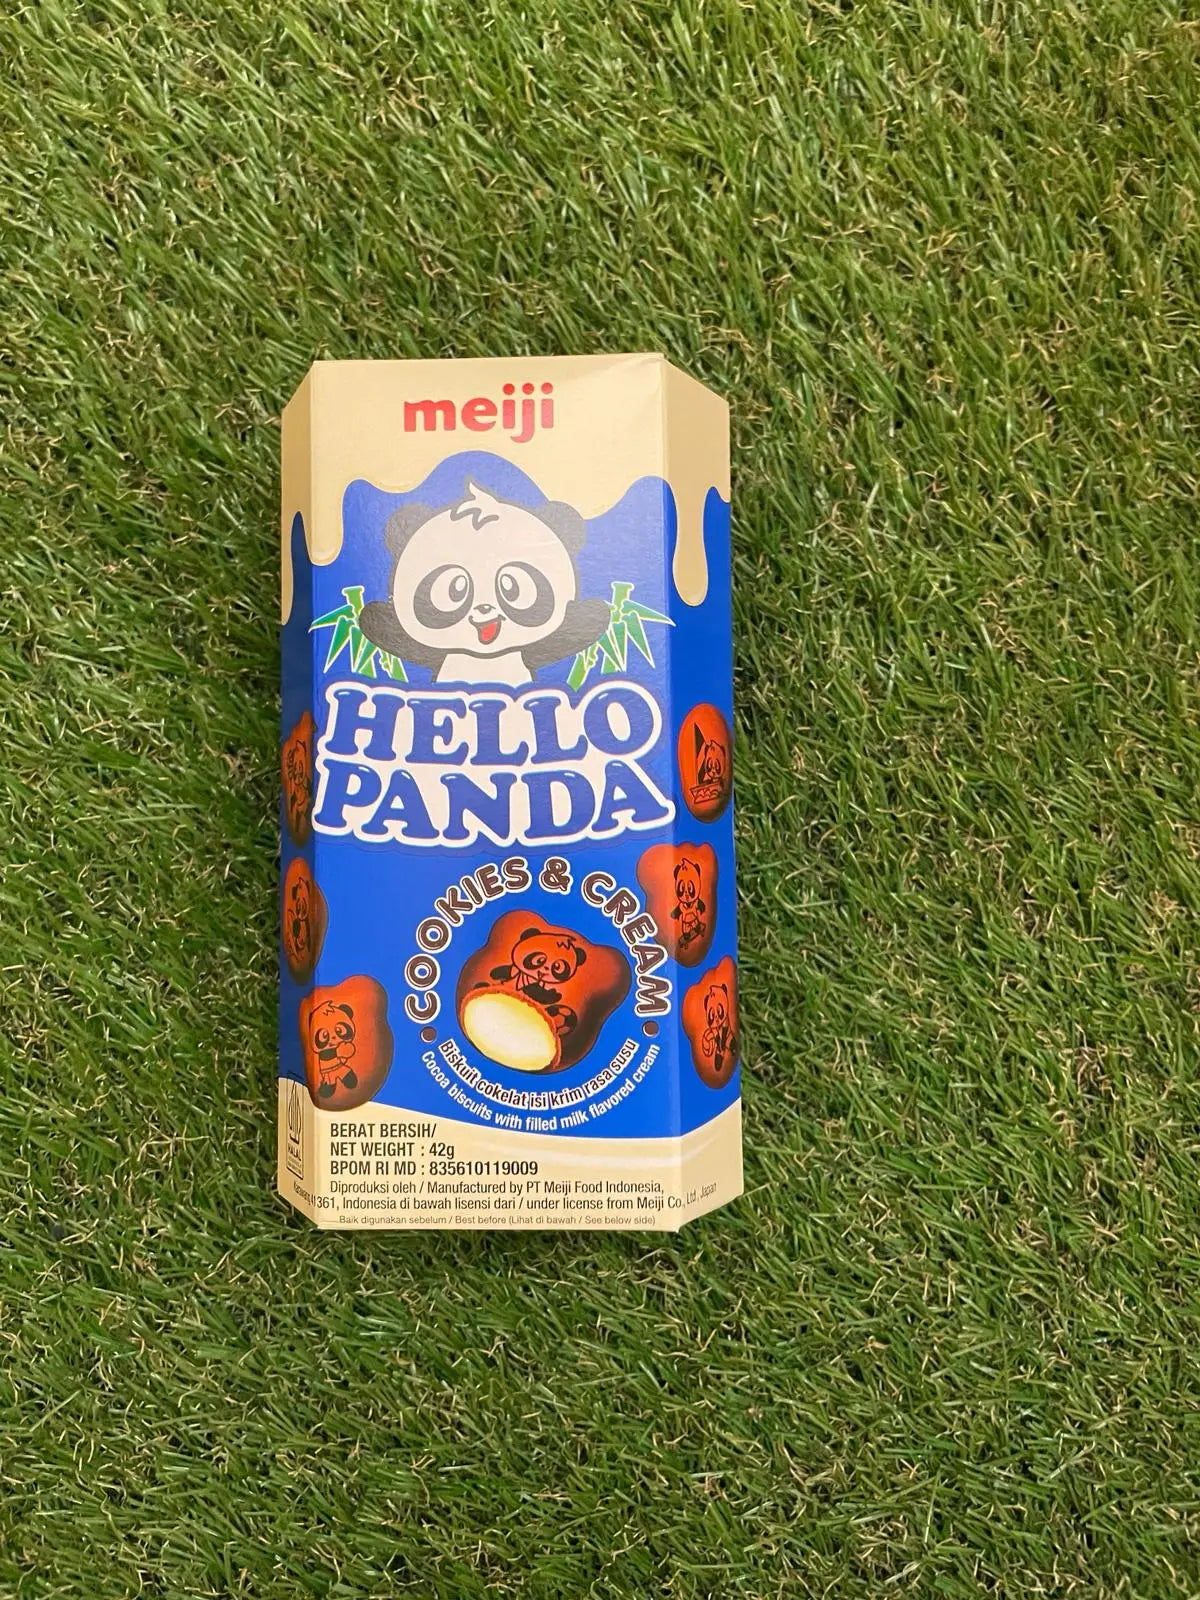 meiji
HELLO
PANDA
COOKIES & CREAM
Biskuit cokelat isi krim rasa susu
Cocoa biscuits with filled milk flavored cream
HALAL
BERAT BERSIH/
NET WEIGHT : 42g
BPOM RI MD : 835610119009
Diproduksi oleh / Manufactured by PT Meiji Food Indonesia,
Indonesia di bawah lisensi dari / under license from Meiji Co., Ltd., Japan
Baik digunakan sebelum / Best before (Lihat di bawah / See below side)